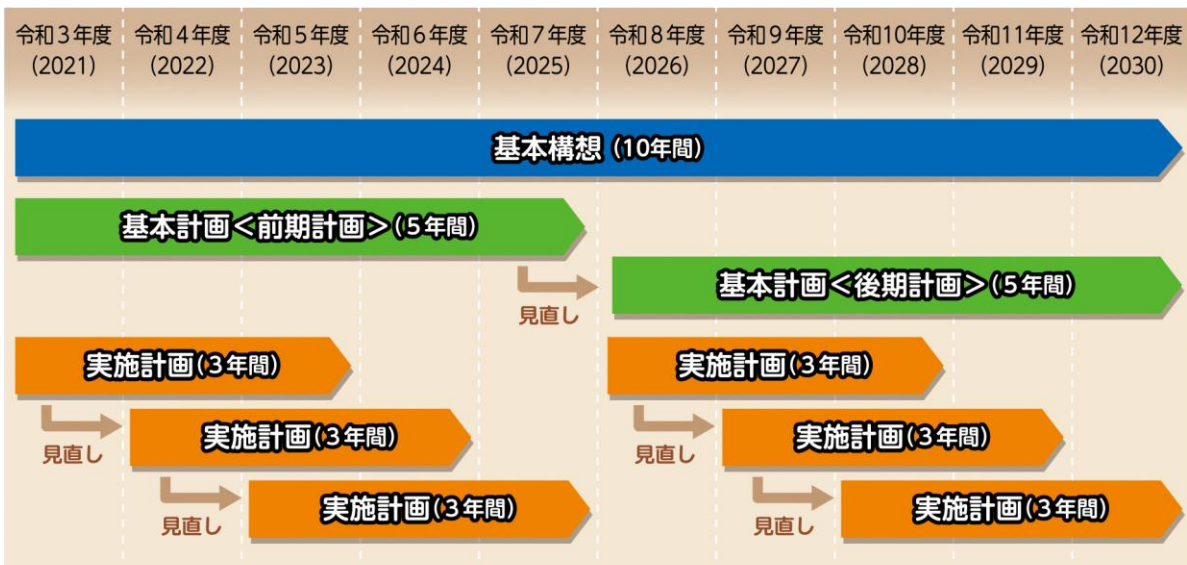 令和3年度 令和4年度 令和5年度 令和6年度 令和7年度 令和8年度 令和9年度 令和10年度 令和11年度 令和12年度
(2021) (2022) (2023) (2024) (2025) (2026) (2027) (2028) (2029) (2030)
基本構想(10年間)
基本計画<前期計画>(5年間)
見直し
基本計画<後期計画>(5年間)
実施計画(3年間) 実施計画(3年間)
見直し 見直し
実施計画(3年間) 実施計画(3年間)
見直し 見直し
実施計画(3年間) 実施計画(3年間)